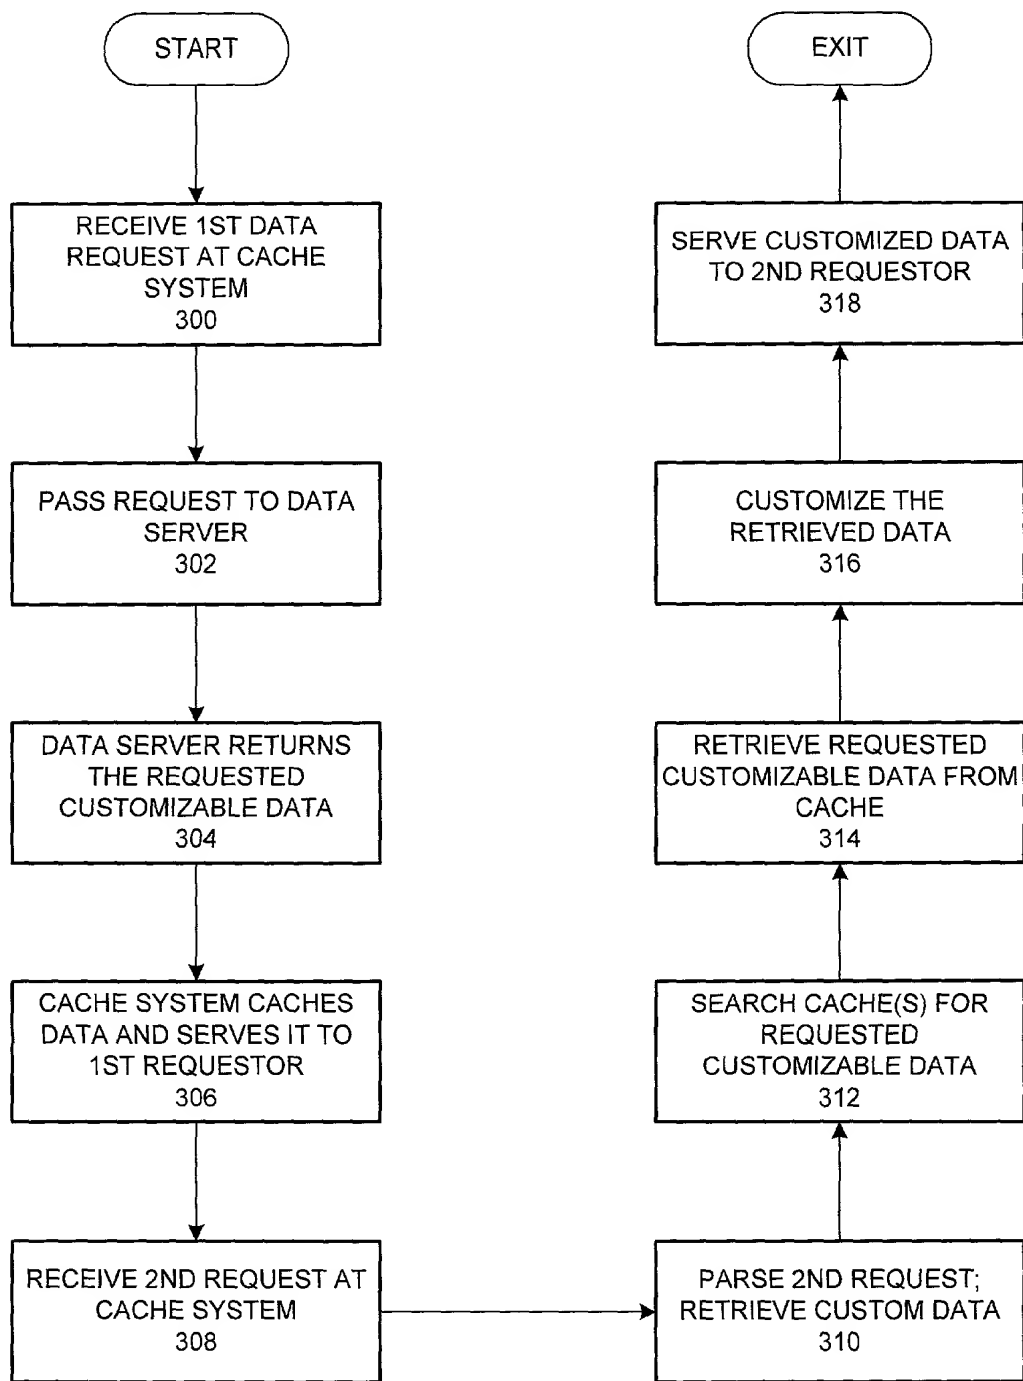 START
RECEIVE 1ST DATA
REQUEST AT CACHE
SYSTEM
300
PASS REQUEST TO DATA
SERVER
302
DATA SERVER RETURNS
THE REQUESTED
CUSTOMIZABLE DATA
304
CACHE SYSTEM CACHES
DATA AND SERVES IT TO
1ST REQUESTOR
306
RECEIVE 2ND REQUEST AT
CACHE SYSTEM
308
PARSE 2ND REQUEST;
RETRIEVE CUSTOM DATA
310
SEARCH CACHE(S) FOR
REQUESTED
CUSTOMIZABLE DATA
312
RETRIEVE REQUESTED
CUSTOMIZABLE DATA FROM
CACHE
314
CUSTOMIZE THE
RETRIEVED DATA
316
SERVE CUSTOMIZED DATA
TO 2ND REQUESTOR
318
EXIT